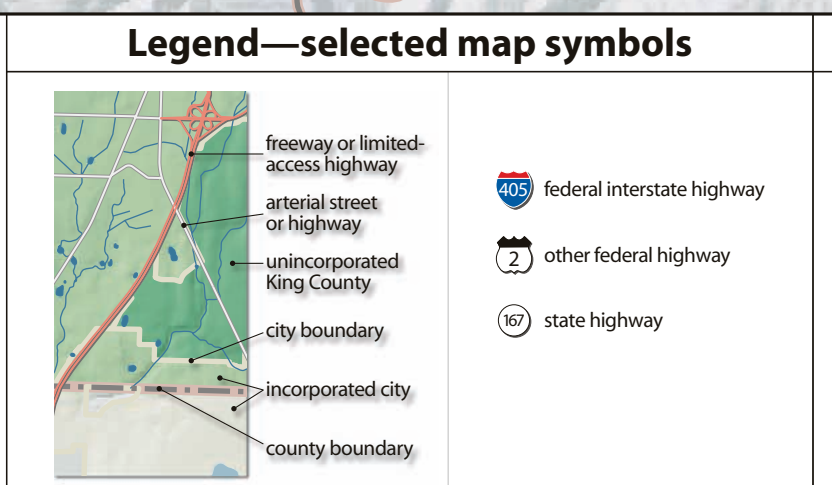 Legend—selected map symbols
freeway or limited-
access highway
arterial street
or highway
unincorporated
King County
city boundary
incorporated city
county boundary
405 federal interstate highway
2 other federal highway
167 state highway